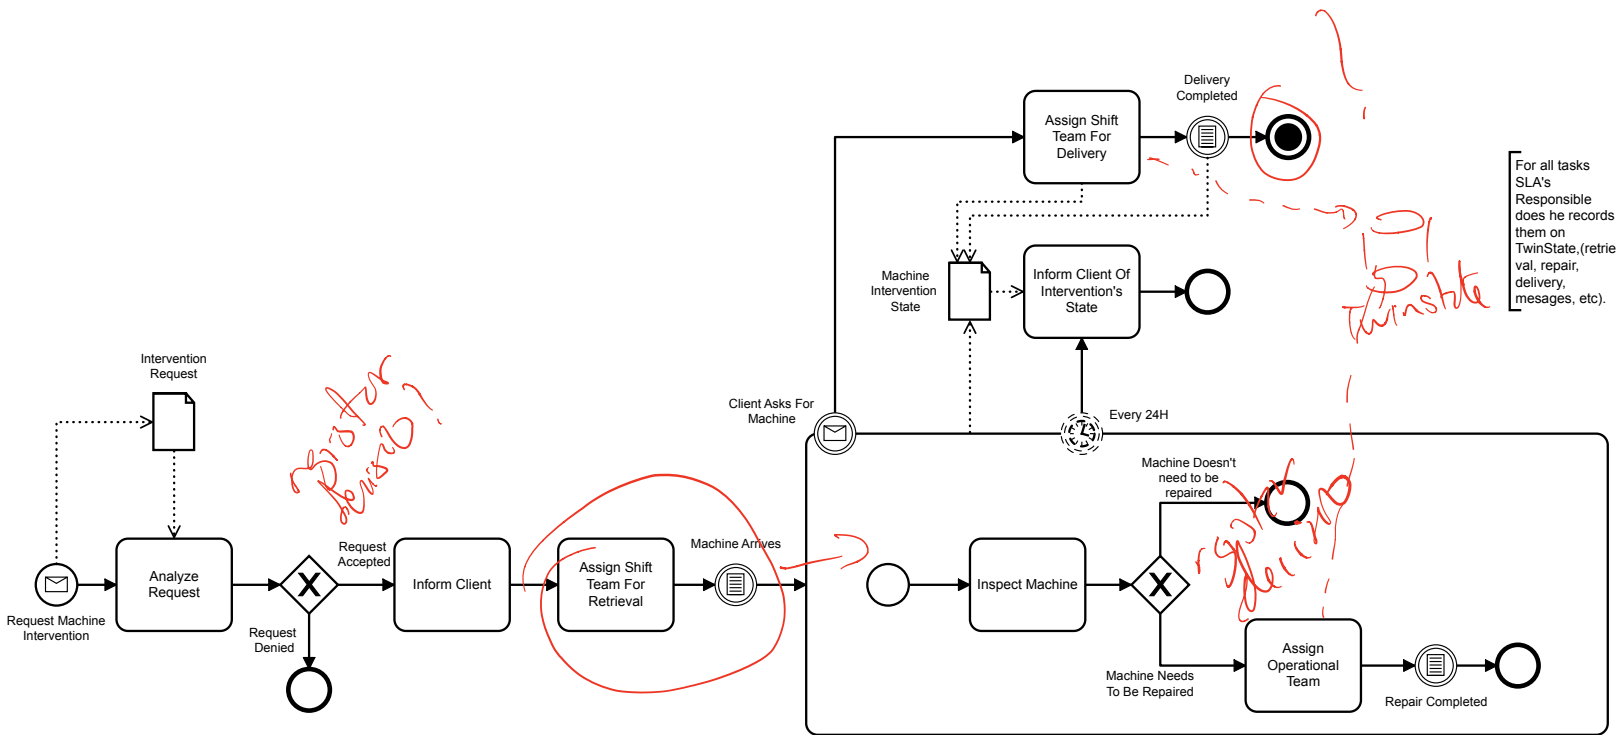 Delivery
Completed
Assign Shift
Team For
Delivery
For all tasks
SLA's
Responsible
does he records
them on
TwinState,(retrie
val, repair,
delivery,
mesages, etc).
Machine
Intervention
State
Inform Client Of
Intervention's
State
Twinstate
Intervention
Request
Client Asks For
Machine
Every 24H
Machine Doesn't
need to be
repaired
Request
Accepted
Machine Arrives
Analyze
Request
X
Inform Client
Assign Shift
Team For
Retrieval
Inspect Machine
X
Request Machine
Intervention
Request
Denied
Assign
Operational
Team
Machine Needs
To Be Repaired
Repair Completed